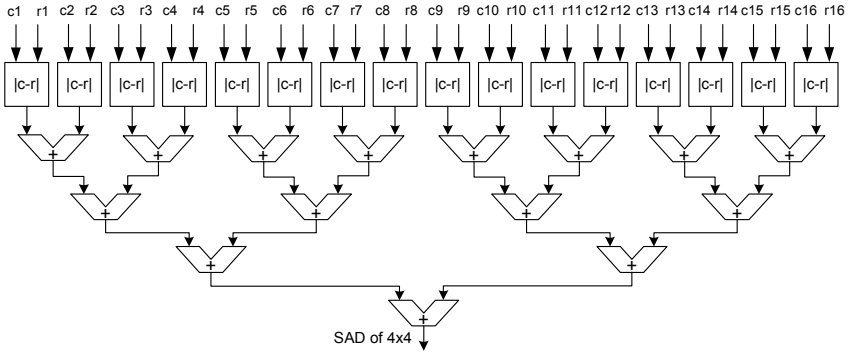 c1 r1 c2 r2 c3 r3 c4 r4 c5 r5 c6 r6 c7 r7 c8 r8 c9 r9 c10 r10 c11 r11 c12 r12 c13 r13 c14 r14 c15 r15 c16 r16
|c-r| |c-r| |c-r| |c-r| |c-r| |c-r| |c-r| |c-r| |c-r| |c-r| |c-r| |c-r| |c-r| |c-r| |c-r| |c-r|
+ + + + + + + +
+ + + +
+ +
+
SAD of 4x4